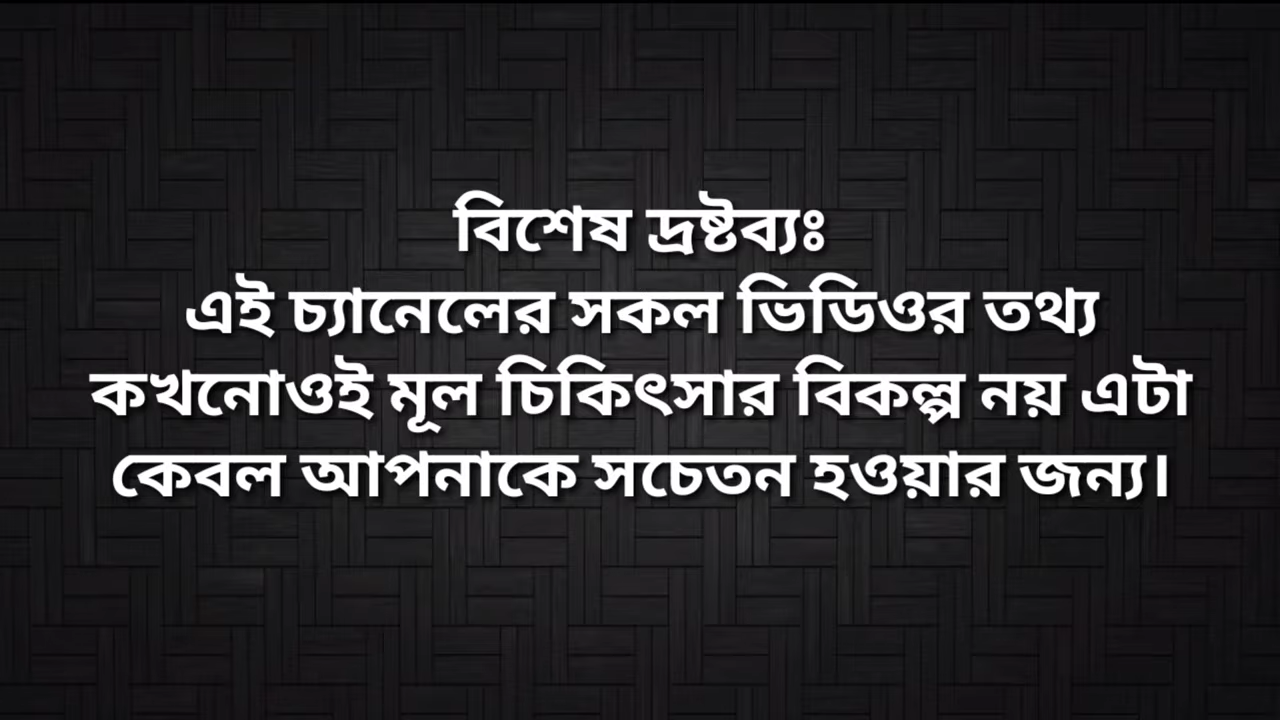 বিশেষ দ্রষ্টব্যঃ
এই চ্যানেলের সকল ভিডিওর তথ্য
কখনোওই মূল চিকিৎসার বিকল্প নয় এটা
কেবল আপনাকে সচেতন হওয়ার জন্য।